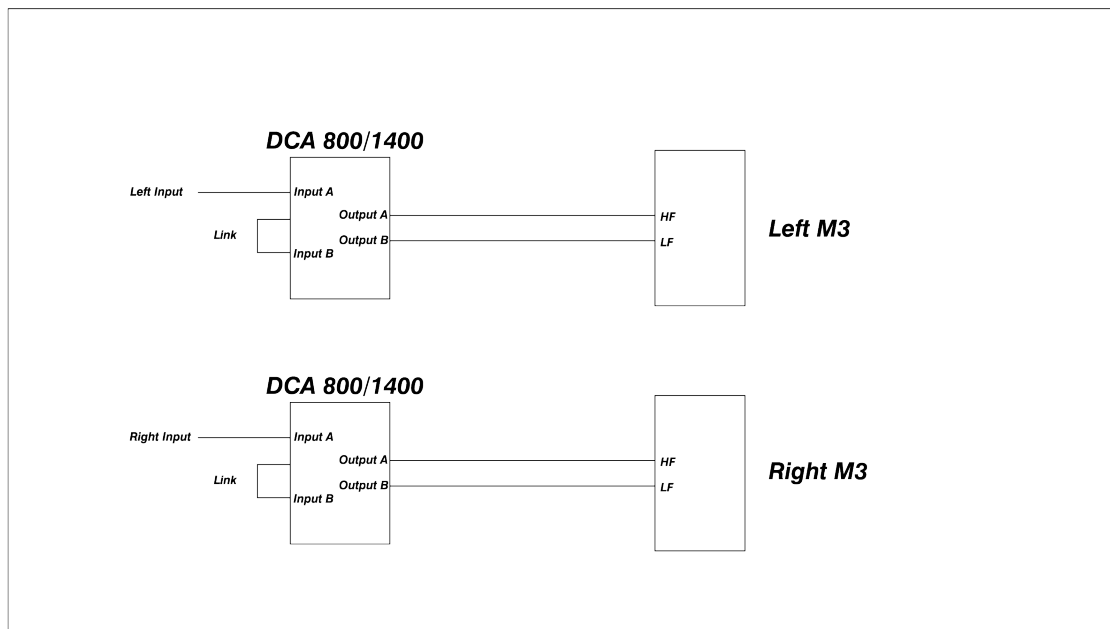 DCA 800/1400
Left Input
Input A
Output A
HF
Left M3
Link
Output B
LF
Input B
DCA 800/1400
Right Input
Input A
Output A
HF
Right M3
Link
Output B
LF
Input B